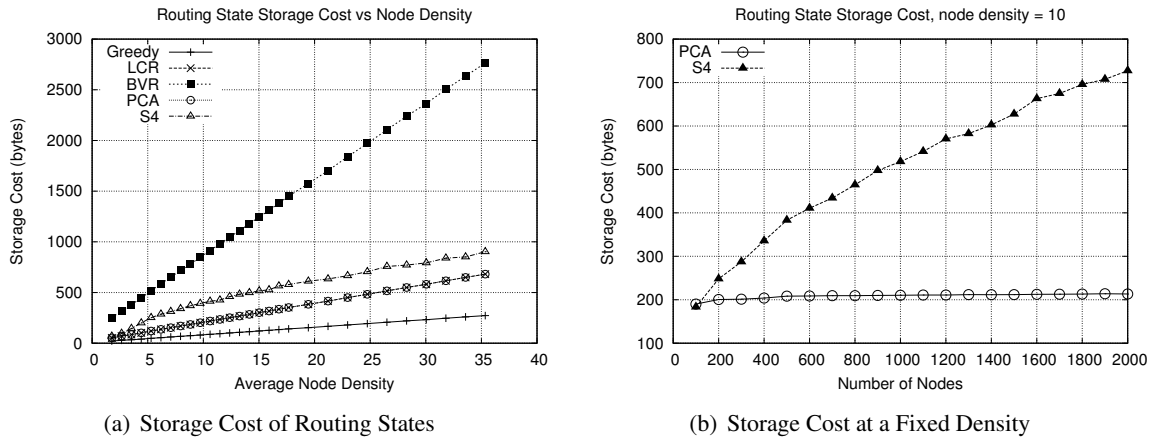 Routing State Storage Cost vs Node Density
3000
2500
2000
1500
1000
500
0
0 5 10 15 20 25 30 35 40
Storage Cost (bytes)
Average Node Density
Greedy
LCR
BVR
PCA
S4
(a) Storage Cost of Routing States
Routing State Storage Cost, node density = 10
800
700
600
500
400
300
200
100
0 200 400 600 800 1000 1200 1400 1600 1800 2000
Storage Cost (bytes)
Number of Nodes
PCA
S4
(b) Storage Cost at a Fixed Density